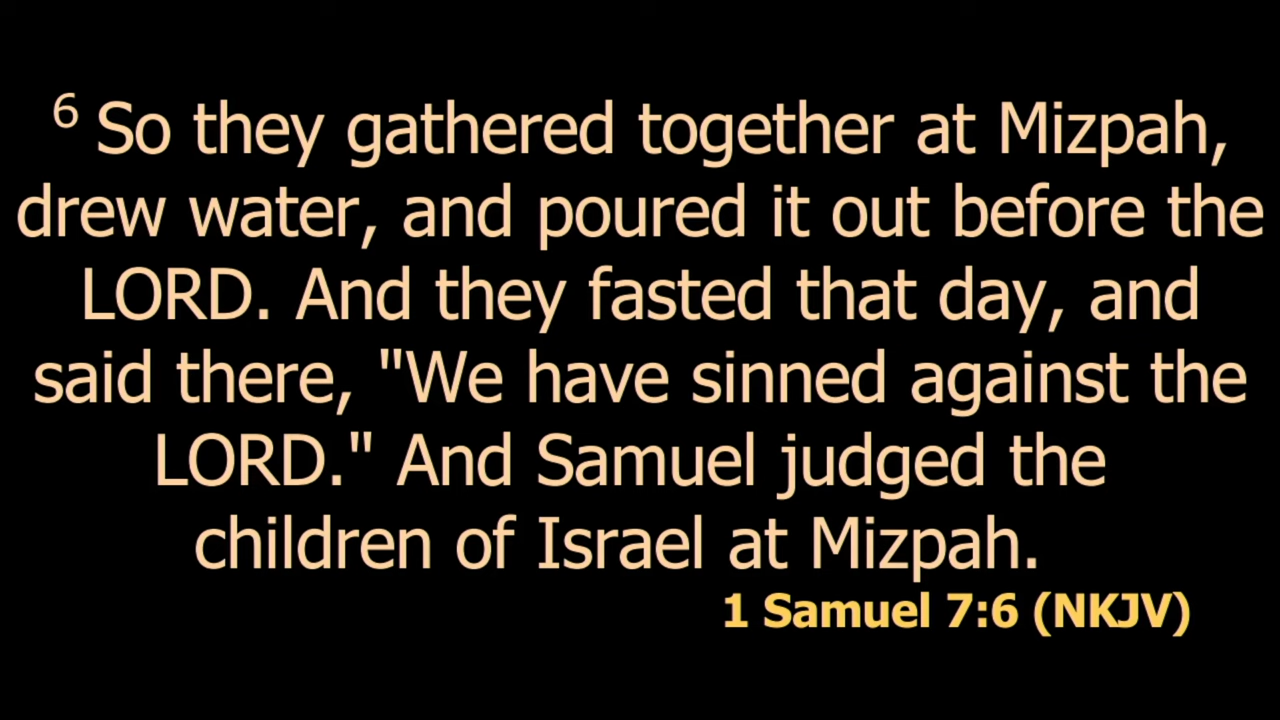 6 So they gathered together at Mizpah,
drew water, and poured it out before the
LORD. And they fasted that day, and
said there, "We have sinned against the
LORD." And Samuel judged the
children of Israel at Mizpah.
1 Samuel 7:6 (NKJV)